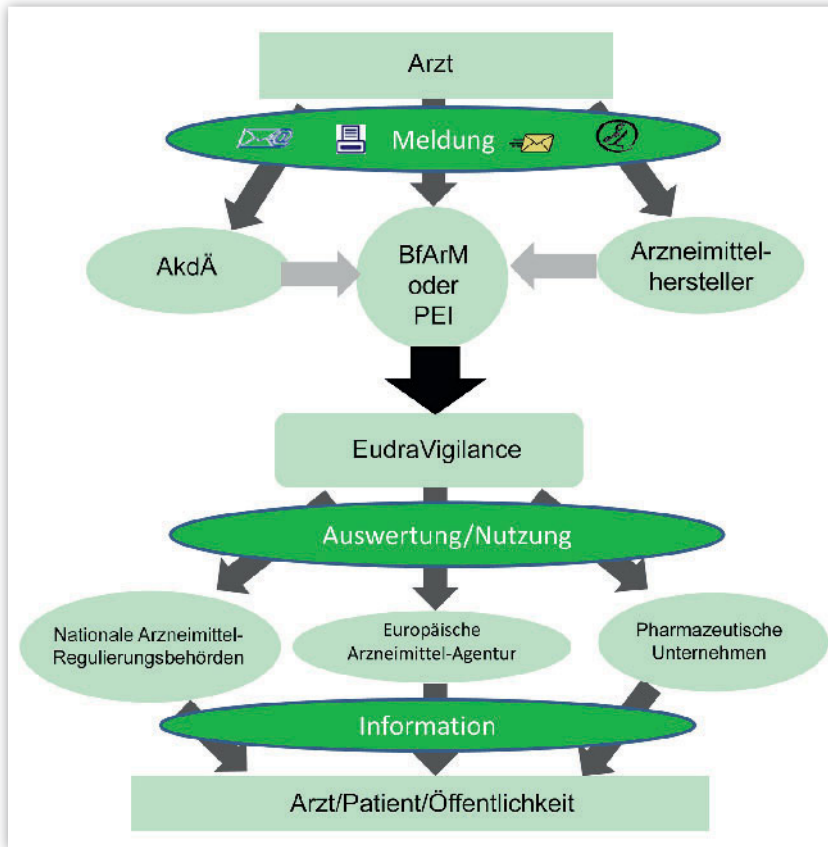 Arzt
Meldung
AkdÄ
BfArM
oder
PEI
Arzneimittel-
hersteller
EudraVigilance
Auswertung/Nutzung
Nationale Arzneimittel-
Regulierungsbehörden
Europäische
Arzneimittel-Agentur
Pharmazeutische
Unternehmen
Information
Arzt/Patient/Öffentlichkeit